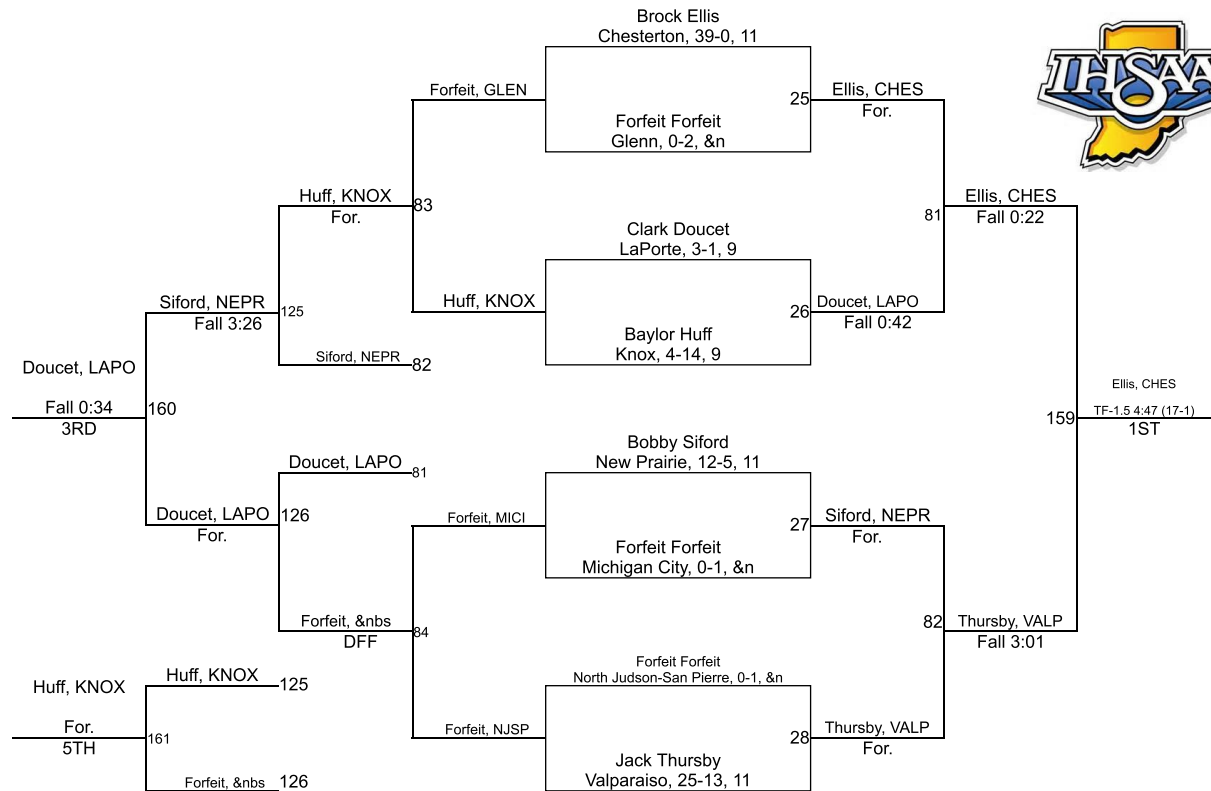 Brock Ellis
Chesterton, 39-0, 11
IHSAA
Forfeit, GLEN
25
Ellis, CHES
For.
Forfeit Forfeit
Glenn, 0-2, &n
Huff, KNOX
For.
83
81
Ellis, CHES
Fall 0:22
Clark Doucet
LaPorte, 3-1, 9
Siford, NEPR
Fall 3:26
125
Huff, KNOX
26
Doucet, LAPO
Fall 0:42
Baylor Huff
Knox, 4-14, 9
Siford, NEPR
82
Doucet, LAPO
Fall 0:34
3RD
160
159
Ellis, CHES
TF-1.5 4:47 (17-1)
1ST
Bobby Siford
New Prairie, 12-5, 11
Doucet, LAPO
81
Doucet, LAPO
For.
126
Forfeit, MICI
27
Siford, NEPR
For.
Forfeit Forfeit
Michigan City, 0-1, &n
Forfeit, &nbs
DFF
84
82
Thursby, VALP
Fall 3:01
Forfeit Forfeit
North Judson-San Pierre, 0-1, &n
Huff, KNOX
125
Huff, KNOX
For.
5TH
161
Forfeit, NJSP
28
Thursby, VALP
For.
Jack Thursby
Valparaiso, 25-13, 11
Forfeit, &nbs
126